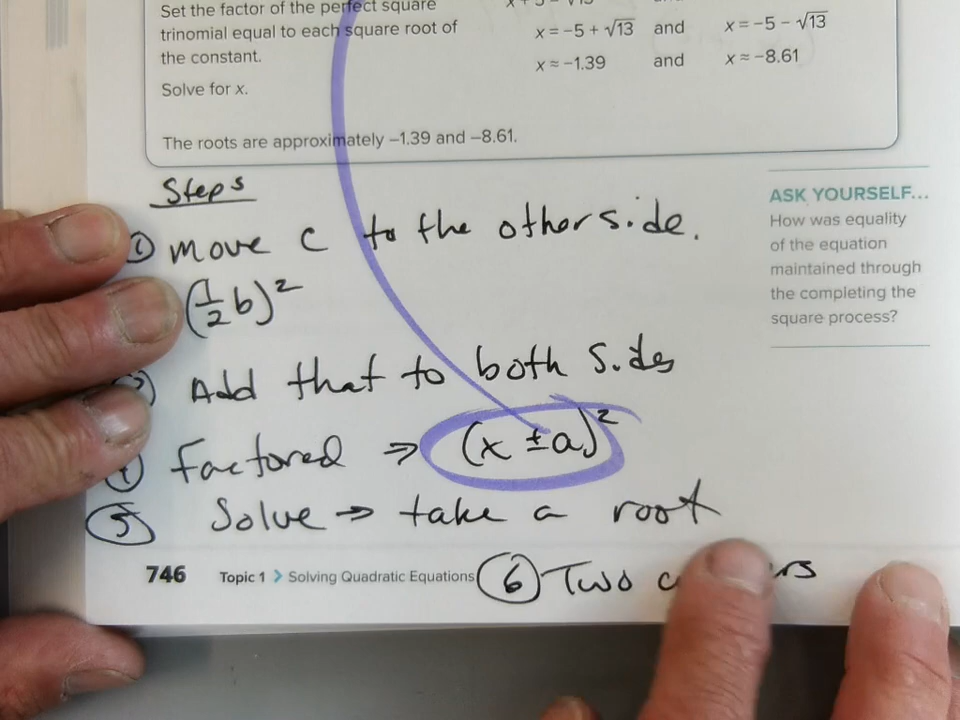 Set the factor of the perfect square
trinomial equal to each square root of
the constant.
x = −5 + √13 and x = −5 − √13
x ≈ −1.39 and x ≈ −8.61
Solve for x.
The roots are approximately −1.39 and −8.61.
Steps
① move c to the other side.
(1/2 b)²
Add that to both sides
factored ⇒ (x ± a)²
⑤ Solve → take a root
⑥ Two
ASK YOURSELF...
How was equality
of the equation
maintained through
the completing the
square process?
746 Topic 1 > Solving Quadratic Equations